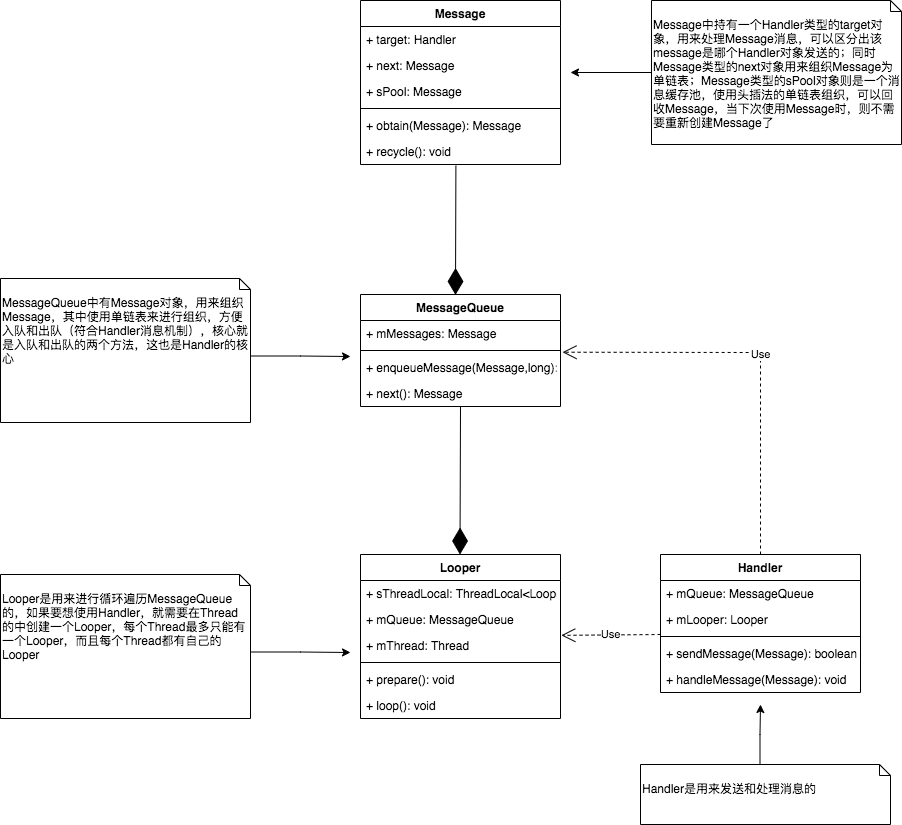 Message
+ target: Handler
+ next: Message
+ sPool: Message
+ obtain(Message): Message
+ recycle(): void
Message中持有一个Handler类型的target对
象，用来处理Message消息，可以区分出该
message是哪个Handler对象发送的；同时
Message类型的next对象用来组织Message为
单链表；Message类型的sPool对象则是一个消
息缓存池，使用头插法的单链表组织，可以回
收Message，当下次使用Message时，则不需
要重新创建Message了
MessageQueue中有Message对象，用来组织
Message，其中使用单链表来进行组织，方便
入队和出队（符合Handler消息机制），核心就
是入队和出队的两个方法，这也是Handler的核
心
MessageQueue
+ mMessages: Message
+ enqueueMessage(Message,long):
+ next(): Message
Use
Looper是用来进行循环遍历MessageQueue
的，如果要想使用Handler，就需要在Thread
的中创建一个Looper，每个Thread最多只能有
一个Looper，而且每个Thread都有自己的
Looper
Looper
+ sThreadLocal: ThreadLocal<Loop
+ mQueue: MessageQueue
+ mThread: Thread
+ prepare(): void
+ loop(): void
Use
Handler
+ mQueue: MessageQueue
+ mLooper: Looper
+ sendMessage(Message): boolean
+ handleMessage(Message): void
Handler是用来发送和处理消息的